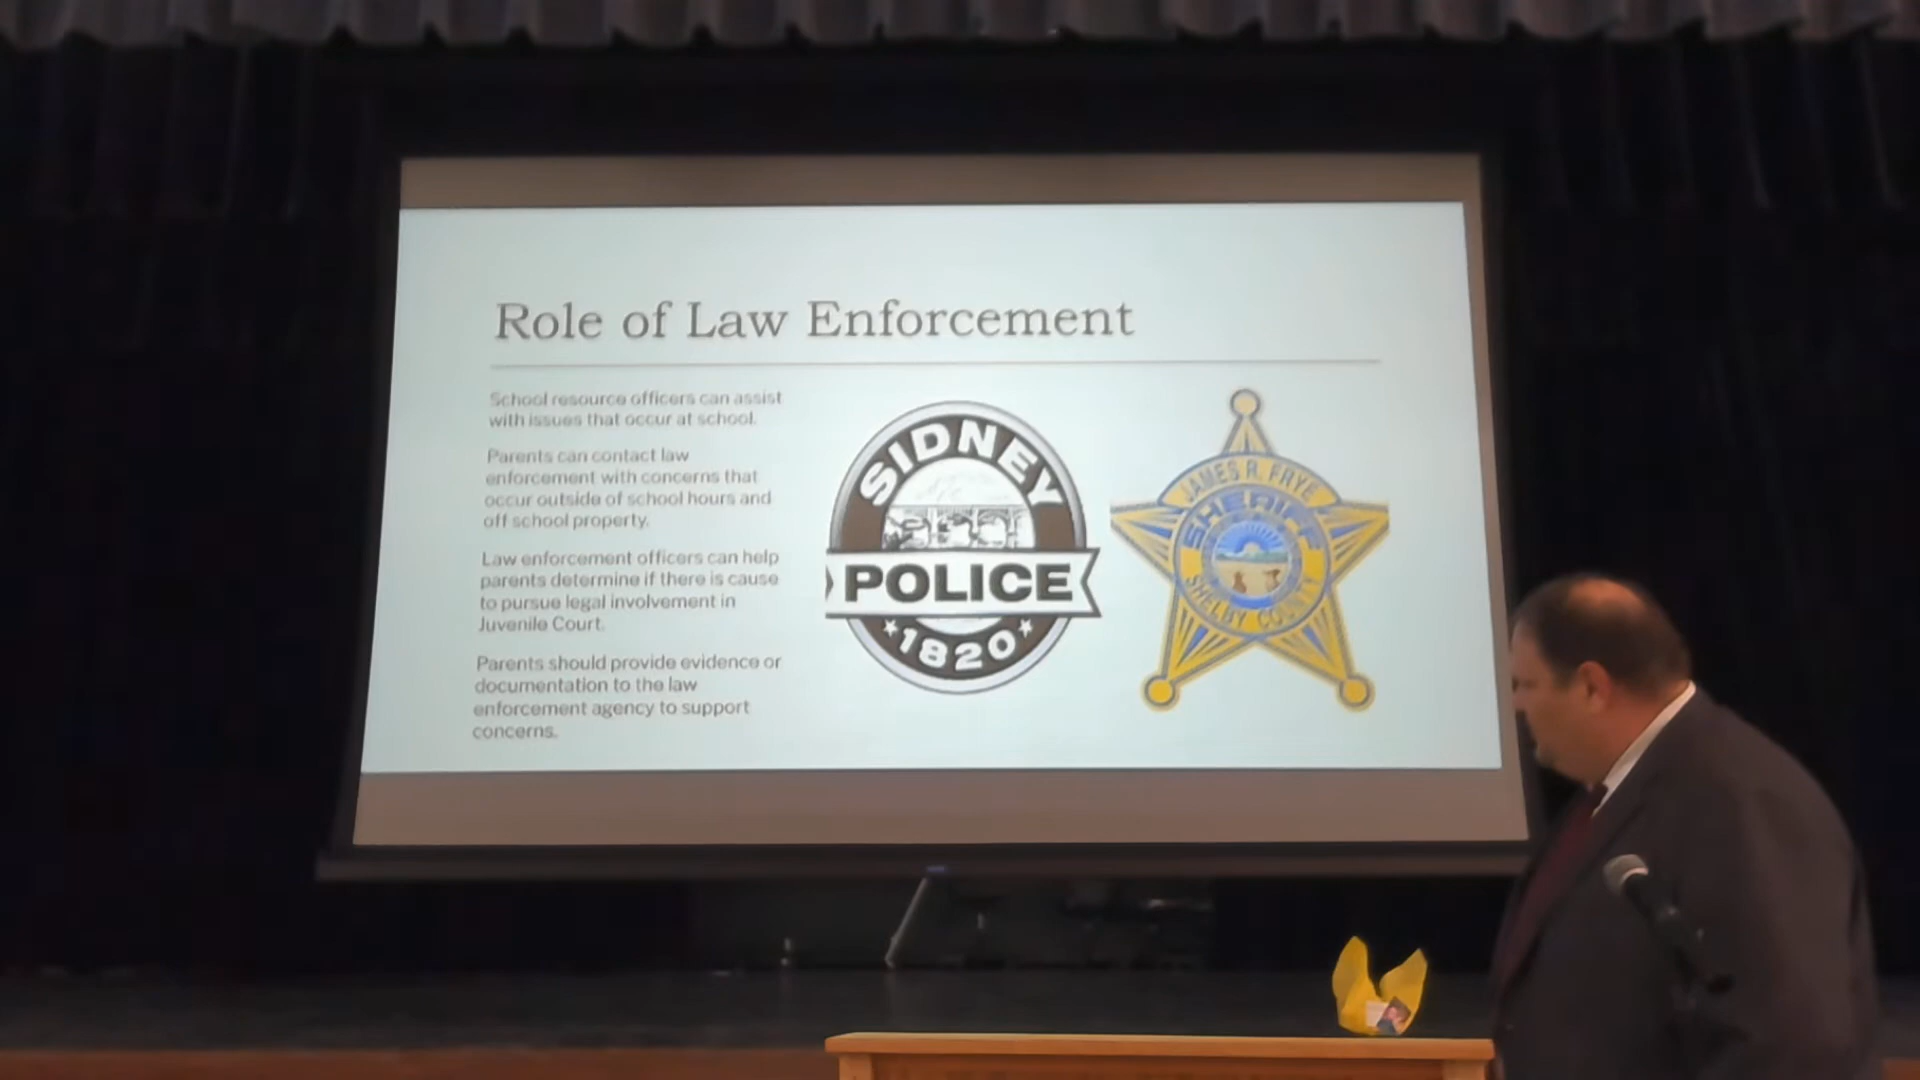 Role of Law Enforcement
School resource officers can assist
with issues that occur at school.
Parents can contact law
enforcement with concerns that
occur outside of school hours and
off school property.
Law enforcement officers can help
parents determine if there is cause
to pursue legal involvement in
Juvenile Court.
Parents should provide evidence or
documentation to the law
enforcement agency to support
concerns.
SIDNEY
POLICE
1820
JAMES R. FRYE
SHERIFF
SHELBY COUNTY